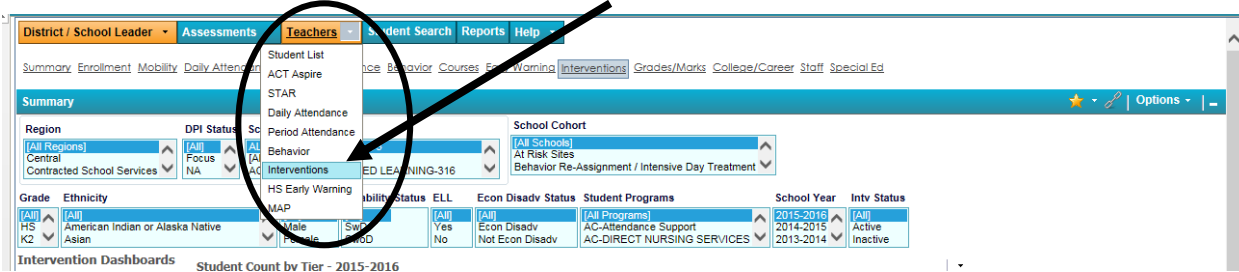 District / School Leader Assessments Teachers Student Search Reports Help
Student List
ACT Aspire
STAR
Daily Attendance
Period Attendance
Behavior
Interventions
HS Early Warning
MAP
Summary Enrollment Mobility Daily Behavior Courses Warning Interventions Grades/Marks College/Career Staff Special Ed
Summary Options
Region DPI Status School Cohort
[All Regions] [All] [All Schools]
Central Focus At Risk Sites
Contracted School Services NA LEARNING-316 Behavior Re-Assignment / Intensive Day Treatment
Grade Ethnicity Status ELL Econ Disadv Status Student Programs School Year Intv Status
[All] [All] [All] [All] [All Programs] 2015-2016 [All]
HS American Indian or Alaska Native Male SwD Yes Econ Disadv AC-Attendance Support 2014-2015 Active
K2 Asian Female SwoD No Not Econ Disadv AC-DIRECT NURSING SERVICES 2013-2014 Inactive
Intervention Dashboards Student Count by Tier - 2015-2016